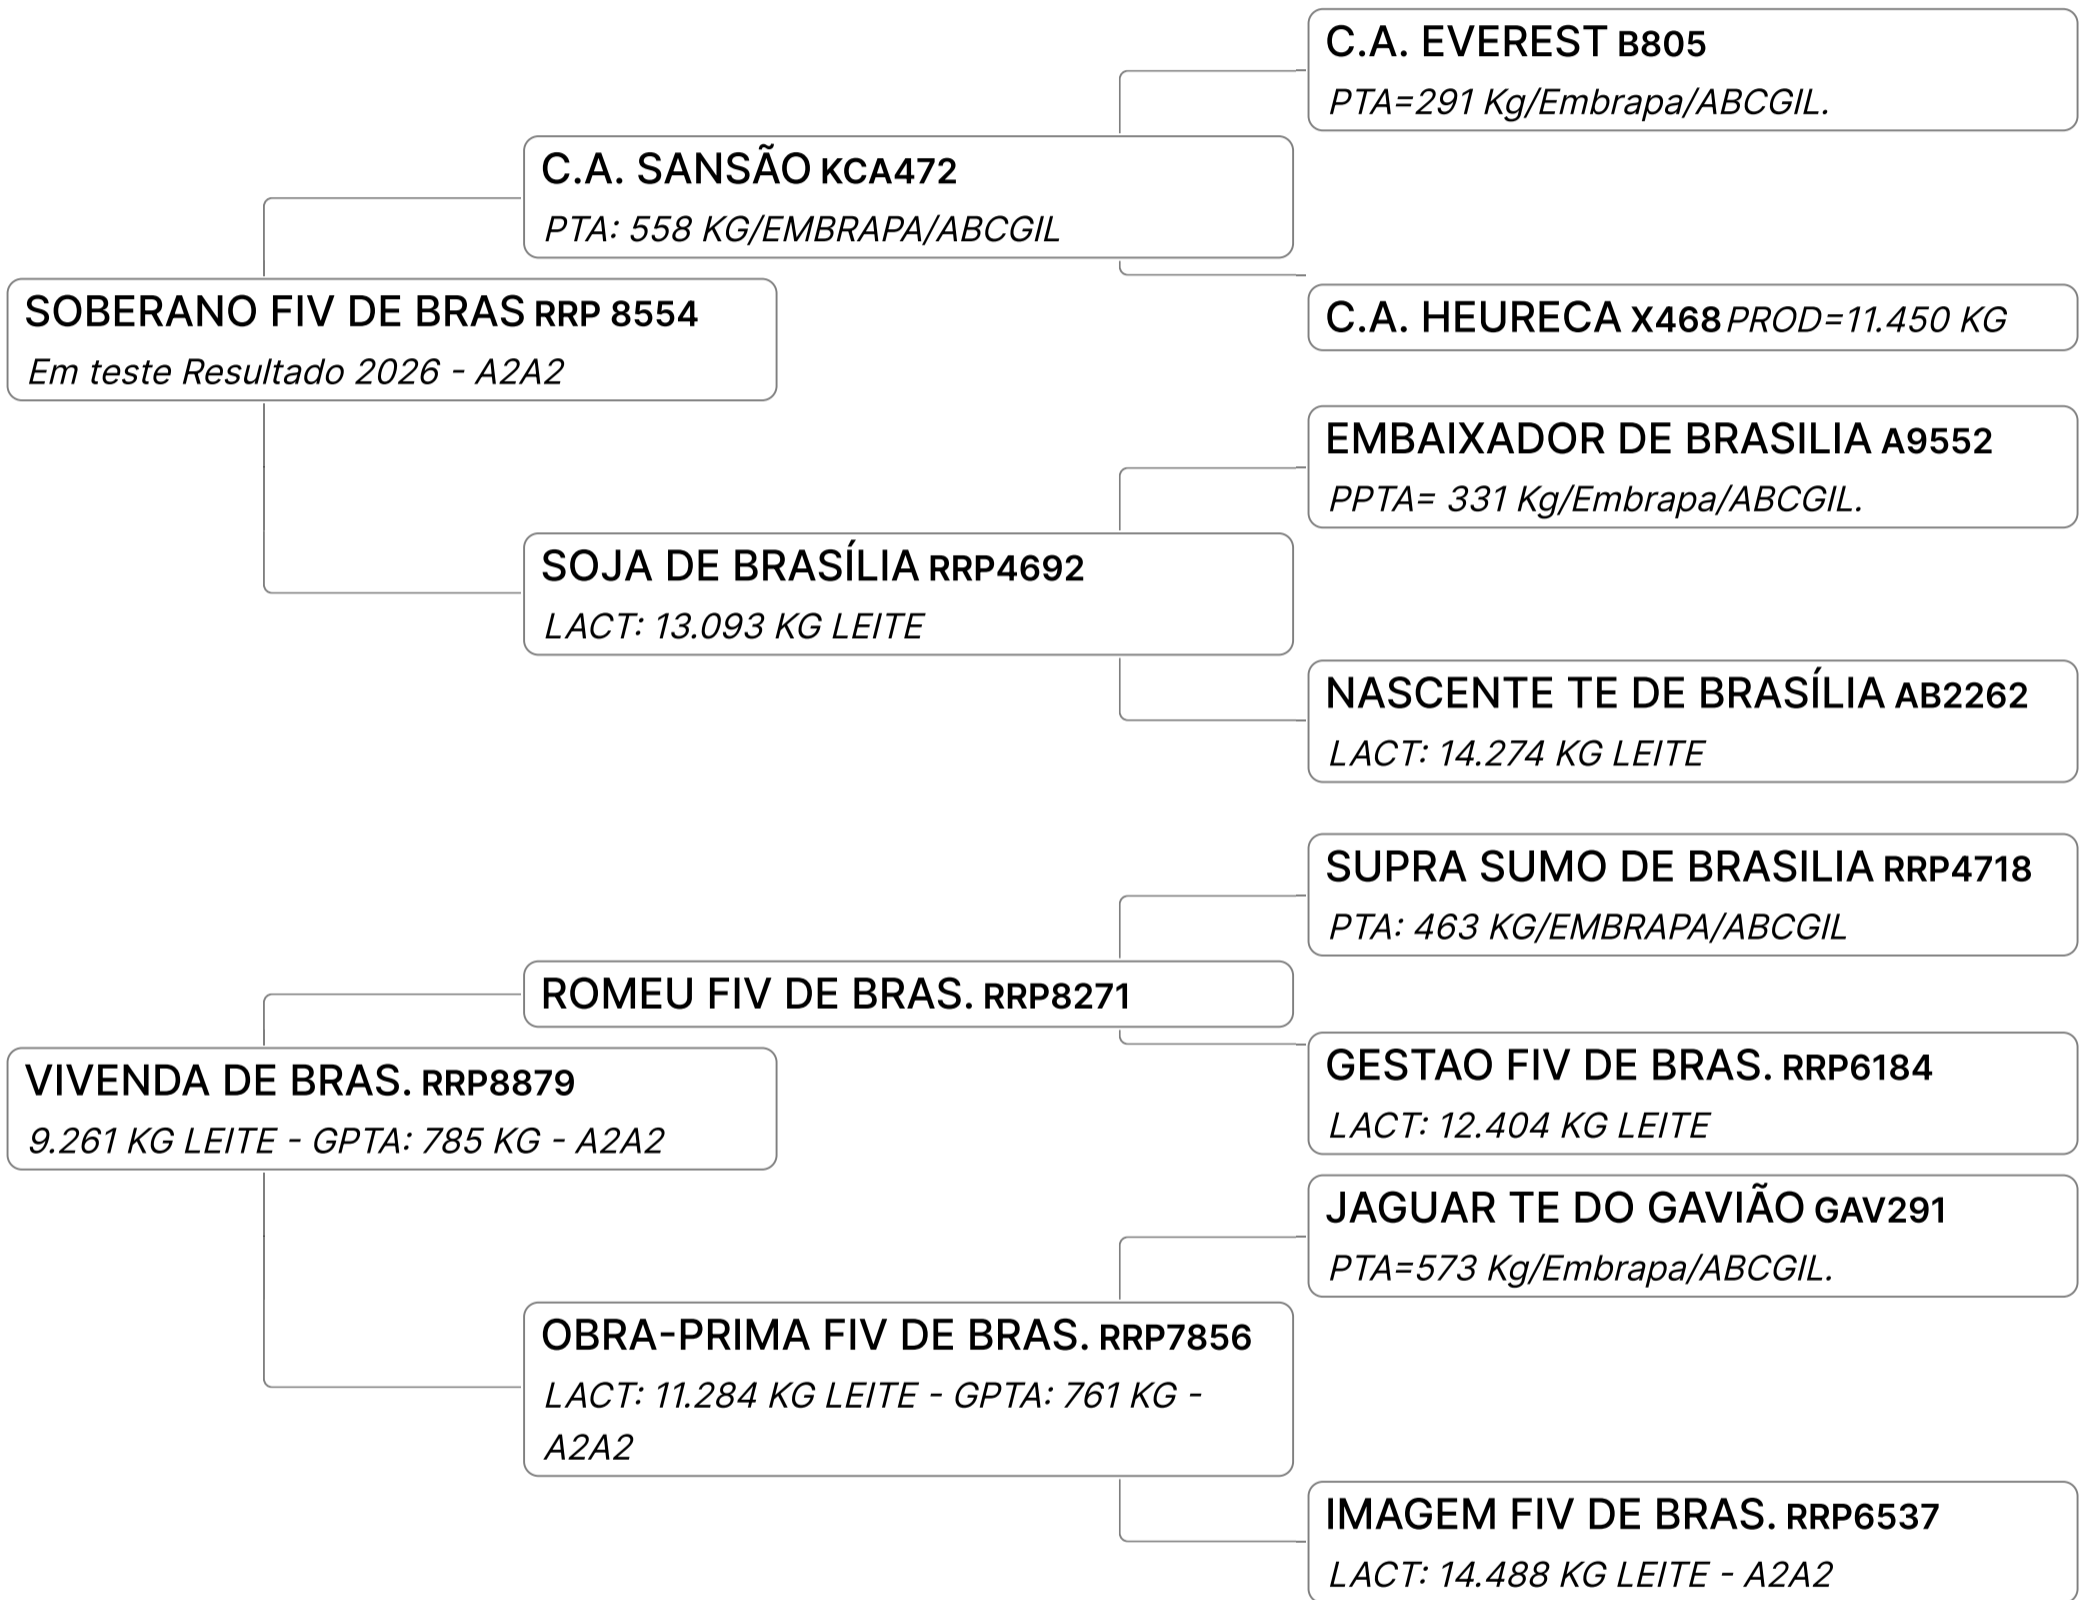 C.A. EVEREST B805
PTA=291 Kg/Embrapa/ABCGIL.
C.A. SANSÃO KCA472
PTA: 558 KG/EMBRAPA/ABCGIL
SOBERANO FIV DE BRAS RRP 8554
Em teste Resultado 2026 - A2A2
C.A. HEURECA X468 PROD=11.450 KG
EMBAIXADOR DE BRASILIA A9552
PPTA= 331 Kg/Embrapa/ABCGIL.
SOJA DE BRASÍLIA RRP4692
LACT: 13.093 KG LEITE
NASCENTE TE DE BRASÍLIA AB2262
LACT: 14.274 KG LEITE
SUPRA SUMO DE BRASILIA RRP4718
PTA: 463 KG/EMBRAPA/ABCGIL
ROMEU FIV DE BRAS. RRP8271
VIVENDA DE BRAS. RRP8879
9.261 KG LEITE - GPTA: 785 KG - A2A2
GESTAO FIV DE BRAS. RRP6184
LACT: 12.404 KG LEITE
JAGUAR TE DO GAVIÃO GAV291
PTA=573 Kg/Embrapa/ABCGIL.
OBRA-PRIMA FIV DE BRAS. RRP7856
LACT: 11.284 KG LEITE - GPTA: 761 KG -
A2A2
IMAGEM FIV DE BRAS. RRP6537
LACT: 14.488 KG LEITE - A2A2